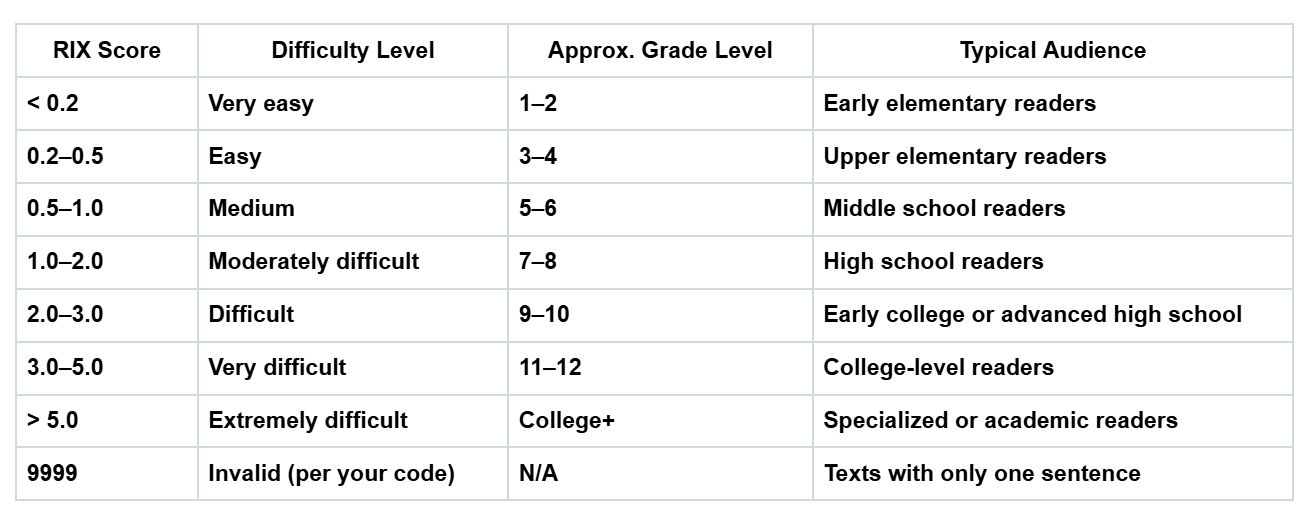 RIX Score Difficulty Level Approx. Grade Level Typical Audience
< 0.2 Very easy 1–2 Early elementary readers
0.2–0.5 Easy 3–4 Upper elementary readers
0.5–1.0 Medium 5–6 Middle school readers
1.0–2.0 Moderately difficult 7–8 High school readers
2.0–3.0 Difficult 9–10 Early college or advanced high school
3.0–5.0 Very difficult 11–12 College-level readers
> 5.0 Extremely difficult College+ Specialized or academic readers
9999 Invalid (per your code) N/A Texts with only one sentence